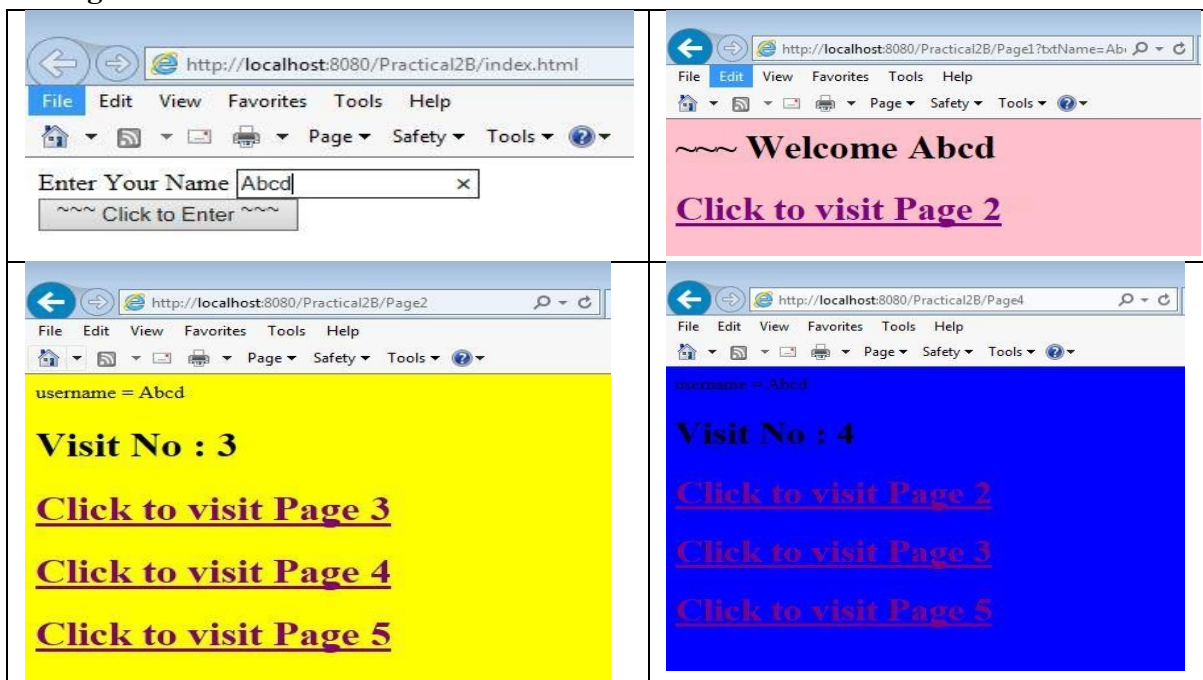 http://localhost:8080/Practical2B/index.html
File Edit View Favorites Tools Help
Page Safety Tools
Enter Your Name Abcd ×
~~~ Click to Enter ~~~
http://localhost:8080/Practical2B/Page1?txtName=Ab
File Edit View Favorites Tools Help
Page Safety Tools
~~~ Welcome Abcd
Click to visit Page 2
http://localhost:8080/Practical2B/Page2
File Edit View Favorites Tools Help
Page Safety Tools
username = Abcd
Visit No : 3
Click to visit Page 3
Click to visit Page 4
Click to visit Page 5
http://localhost:8080/Practical2B/Page4
File Edit View Favorites Tools Help
Page Safety Tools
username = Abcd
Visit No : 4
Click to visit Page 2
Click to visit Page 3
Click to visit Page 5